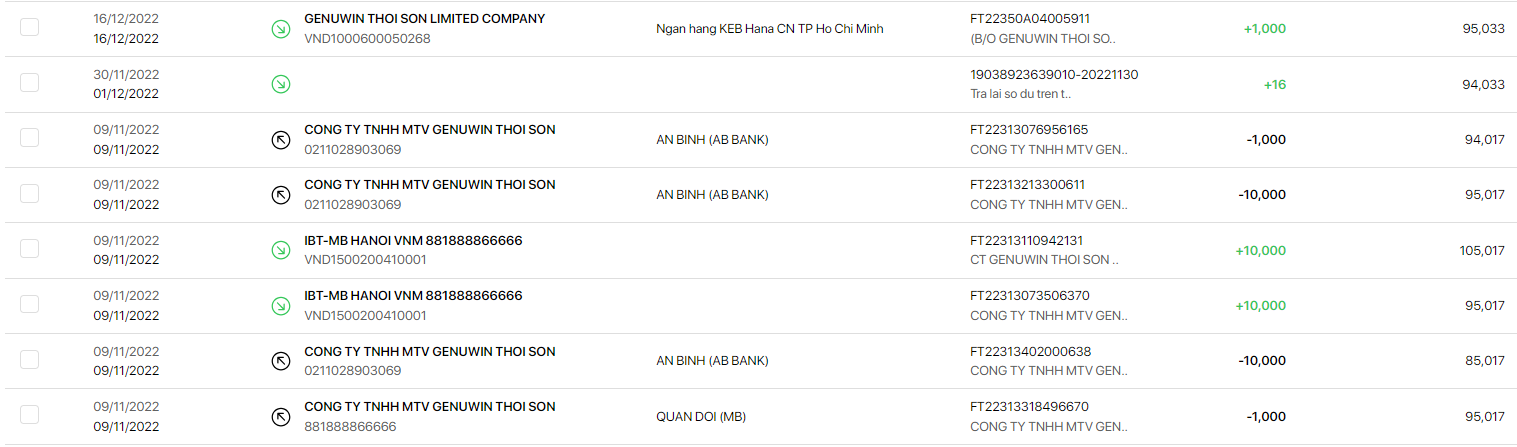 16/12/2022 GENUWIN THOI SON LIMITED COMPANY FT22350A04005911
16/12/2022 VND1000600050268 Ngan hang KEB Hana CN TP Ho Chi Minh (B/O GENUWIN THOI SO.. +1,000 95,033
30/11/2022 19038923639010-20221130
01/12/2022 Tra lai so du tren t.. +16 94,033
09/11/2022 CONG TY TNHH MTV GENUWIN THOI SON FT22313076956165
09/11/2022 0211028903069 AN BINH (AB BANK) CONG TY TNHH MTV GEN.. -1,000 94,017
09/11/2022 CONG TY TNHH MTV GENUWIN THOI SON FT22313213300611
09/11/2022 0211028903069 AN BINH (AB BANK) CONG TY TNHH MTV GEN.. -10,000 95,017
09/11/2022 IBT-MB HANOI VNM 881888866666 FT22313110942131
09/11/2022 VND1500200410001 CT GENUWIN THOI SON .. +10,000 105,017
09/11/2022 IBT-MB HANOI VNM 881888866666 FT22313073506370
09/11/2022 VND1500200410001 CONG TY TNHH MTV GEN.. +10,000 95,017
09/11/2022 CONG TY TNHH MTV GENUWIN THOI SON FT22313402000638
09/11/2022 0211028903069 AN BINH (AB BANK) CONG TY TNHH MTV GEN.. -10,000 85,017
09/11/2022 CONG TY TNHH MTV GENUWIN THOI SON FT22313318496670
09/11/2022 881888866666 QUAN DOI (MB) CONG TY TNHH MTV GEN.. -1,000 95,017